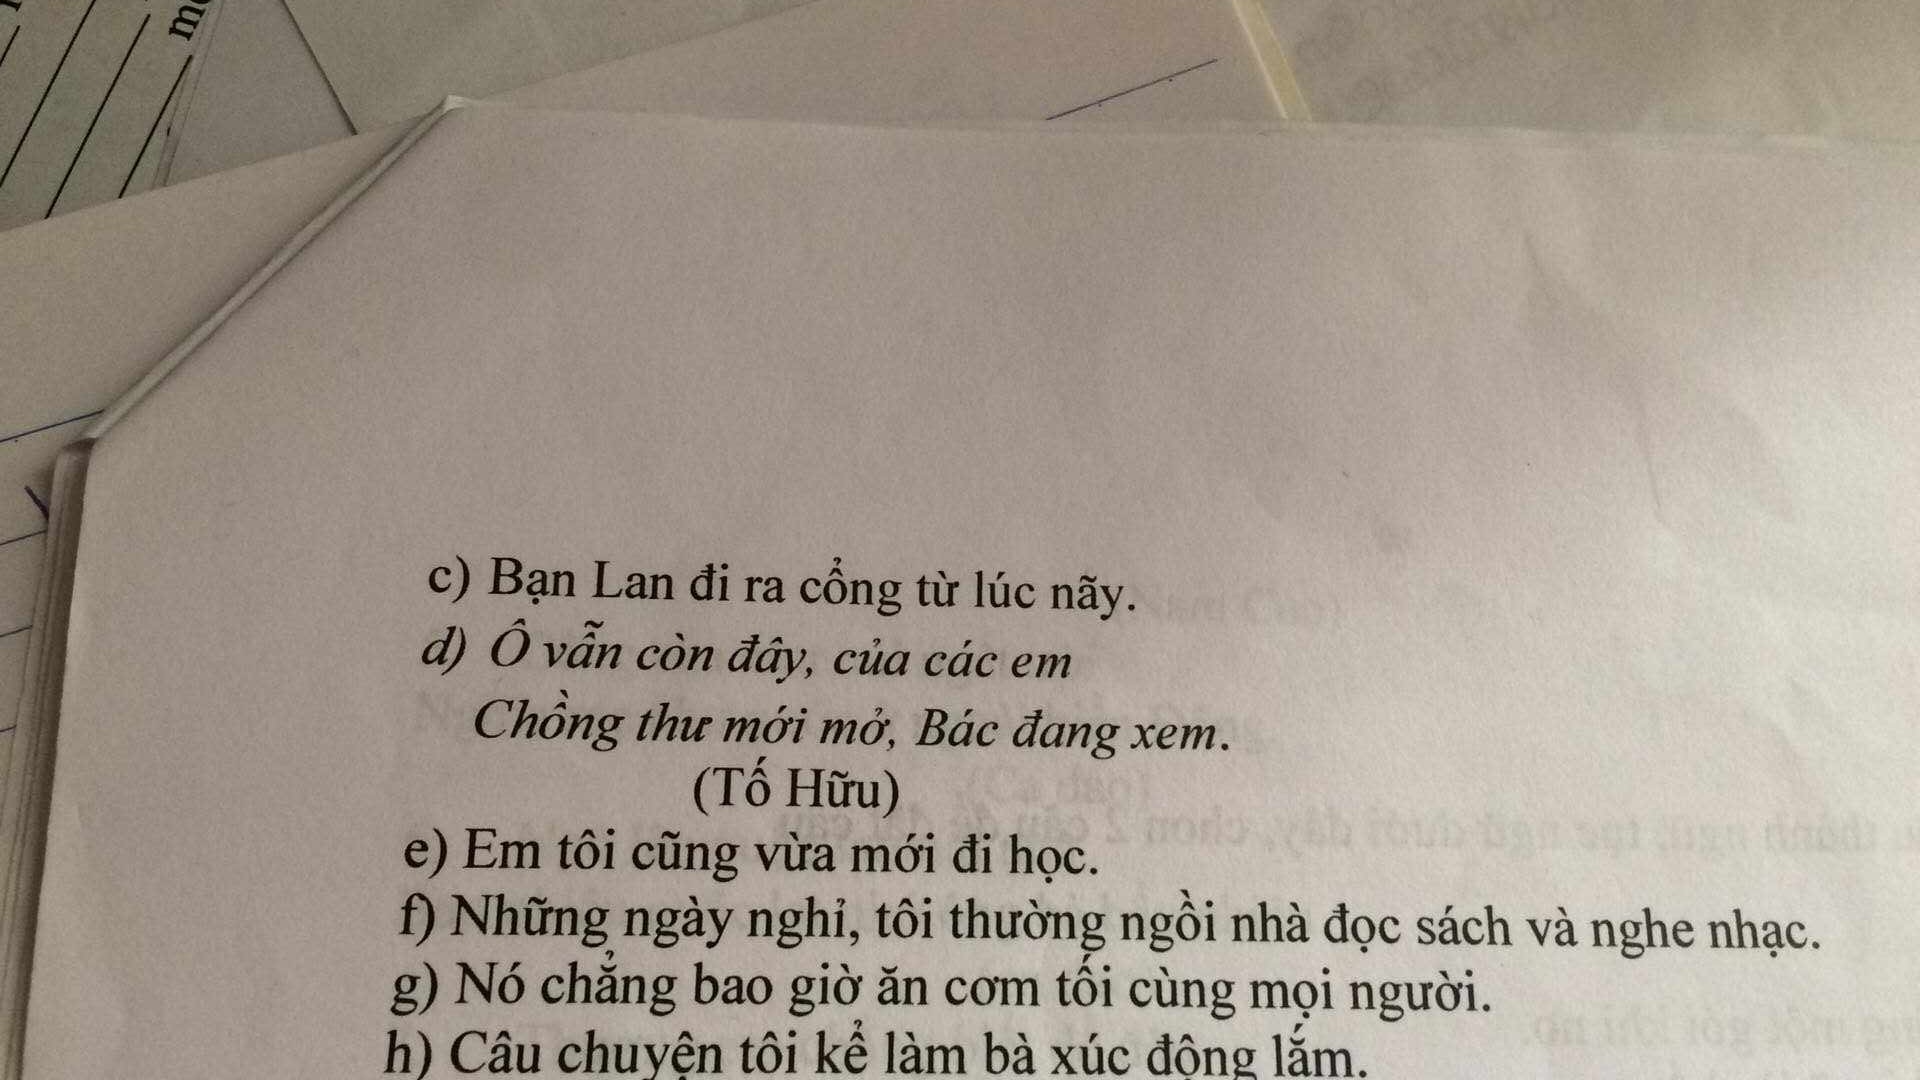 c) Bạn Lan đi ra cổng từ lúc nãy.
d) Ô vẫn còn đây, của các em
Chồng thư mới mở, Bác đang xem.
(Tố Hữu)
e) Em tôi cũng vừa mới đi học.
f) Những ngày nghỉ, tôi thường ngồi nhà đọc sách và nghe nhạc.
g) Nó chẳng bao giờ ăn cơm tối cùng mọi người.
h) Câu chuyện tôi kể làm bà xúc động lắm.